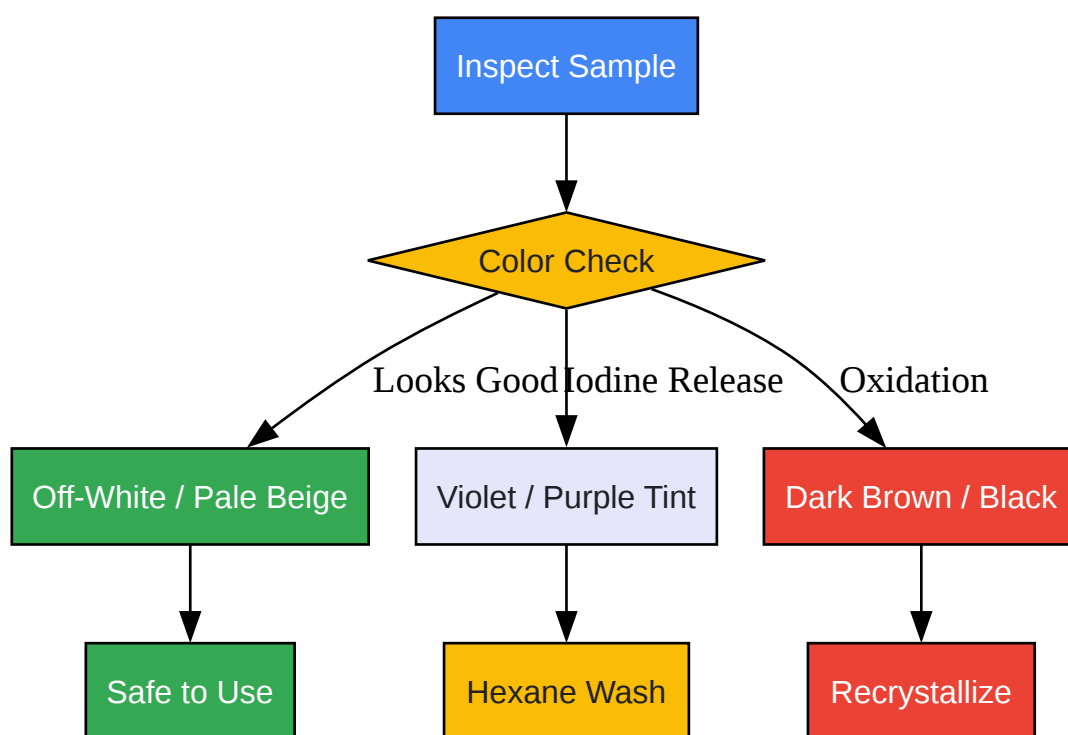 Inspect Sample
Color Check
Looks Good
Iodine Release
Oxidation
Off-White / Pale Beige
Violet / Purple Tint
Dark Brown / Black
Safe to Use
Hexane Wash
Recrystallize